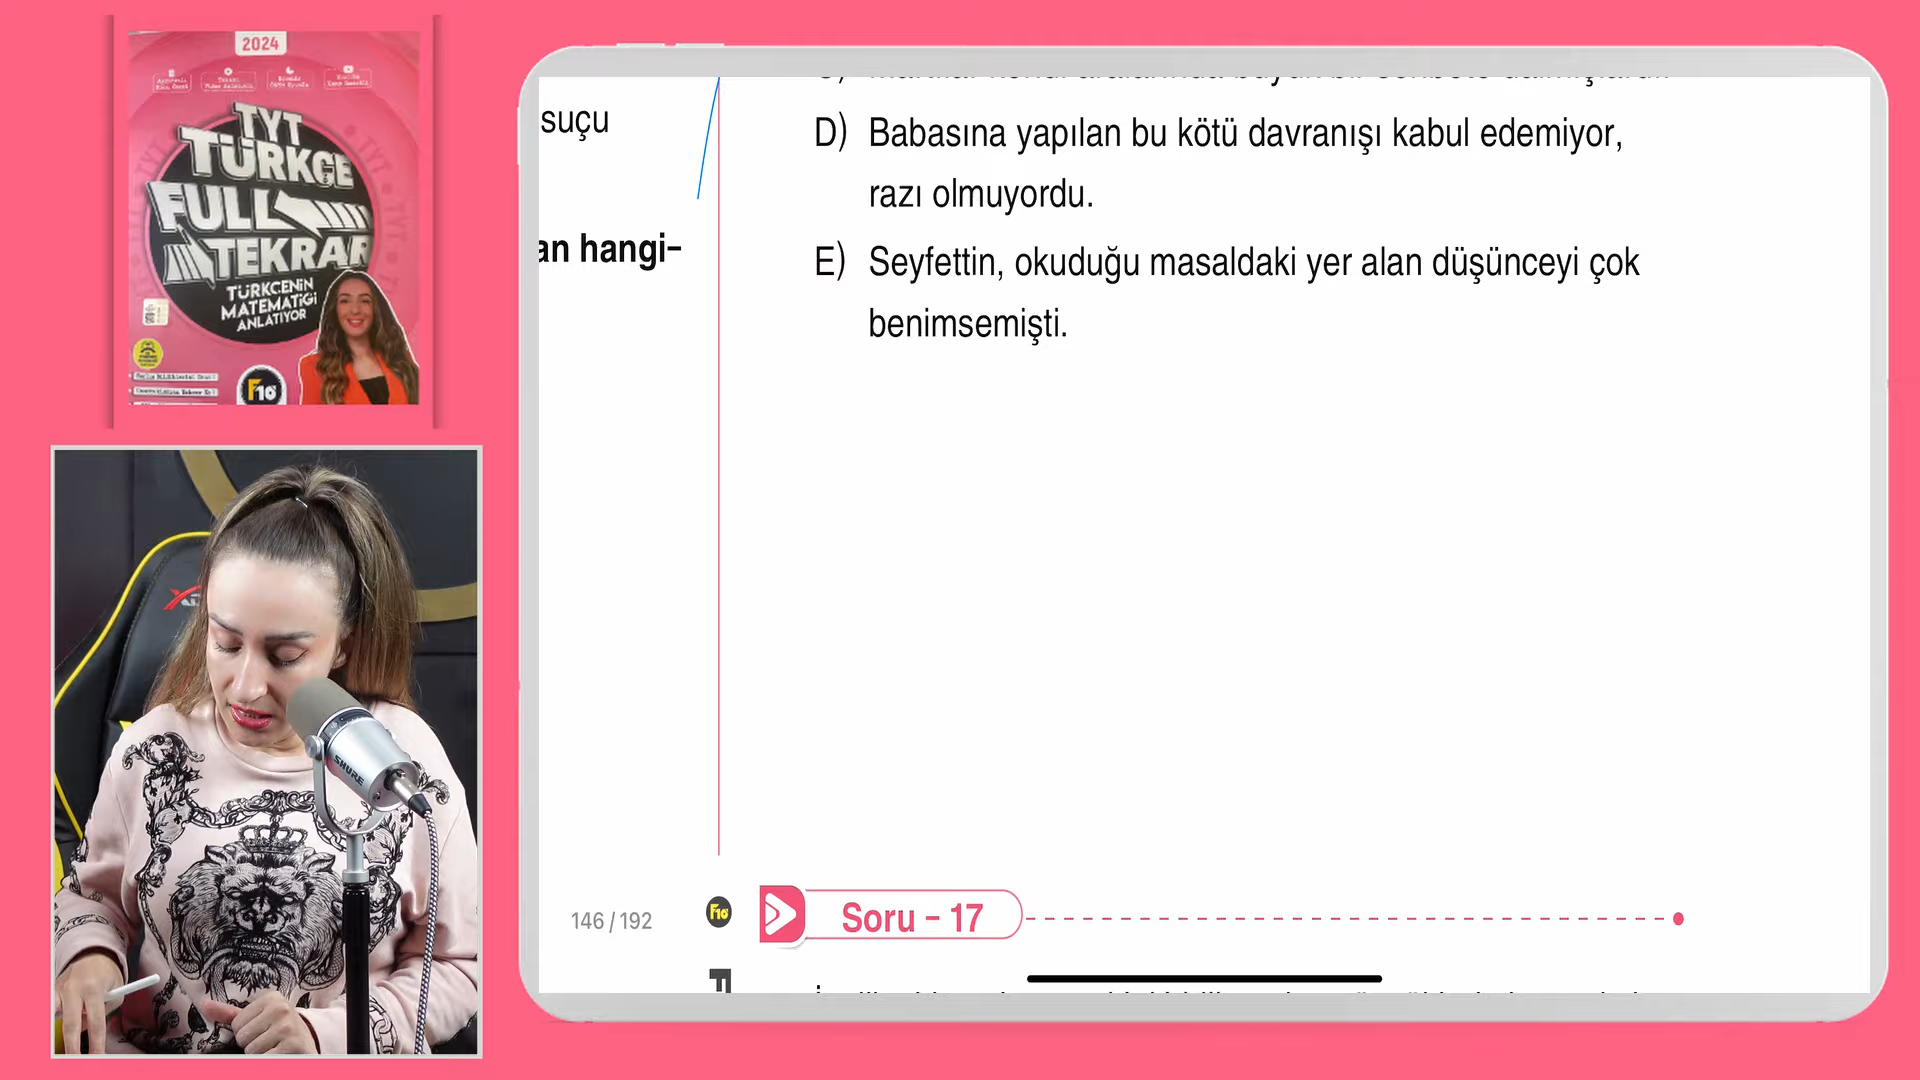 2024
TYT
TÜRKÇE
FULL
TEKRAR
TÜRKÇENİN
MATEMATİĞİ
ANLATIYOR
F10
suçu
an hangi-
D) Babasına yapılan bu kötü davranışı kabul edemiyor,
razı olmuyordu.
E) Seyfettin, okuduğu masaldaki yer alan düşünceyi çok
benimsemişti.
SHURE
146 / 192
F10
Soru - 17